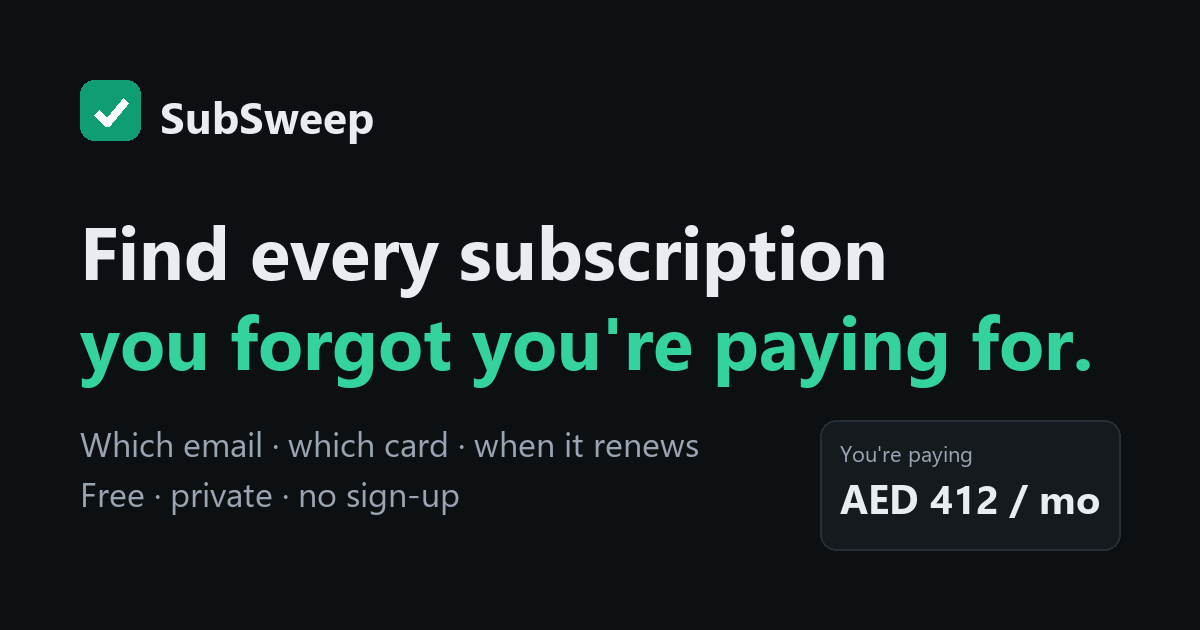 SubSweep
Find every subscription
you forgot you're paying for.
Which email · which card · when it renews
Free · private · no sign-up
You're paying
AED 412 / mo